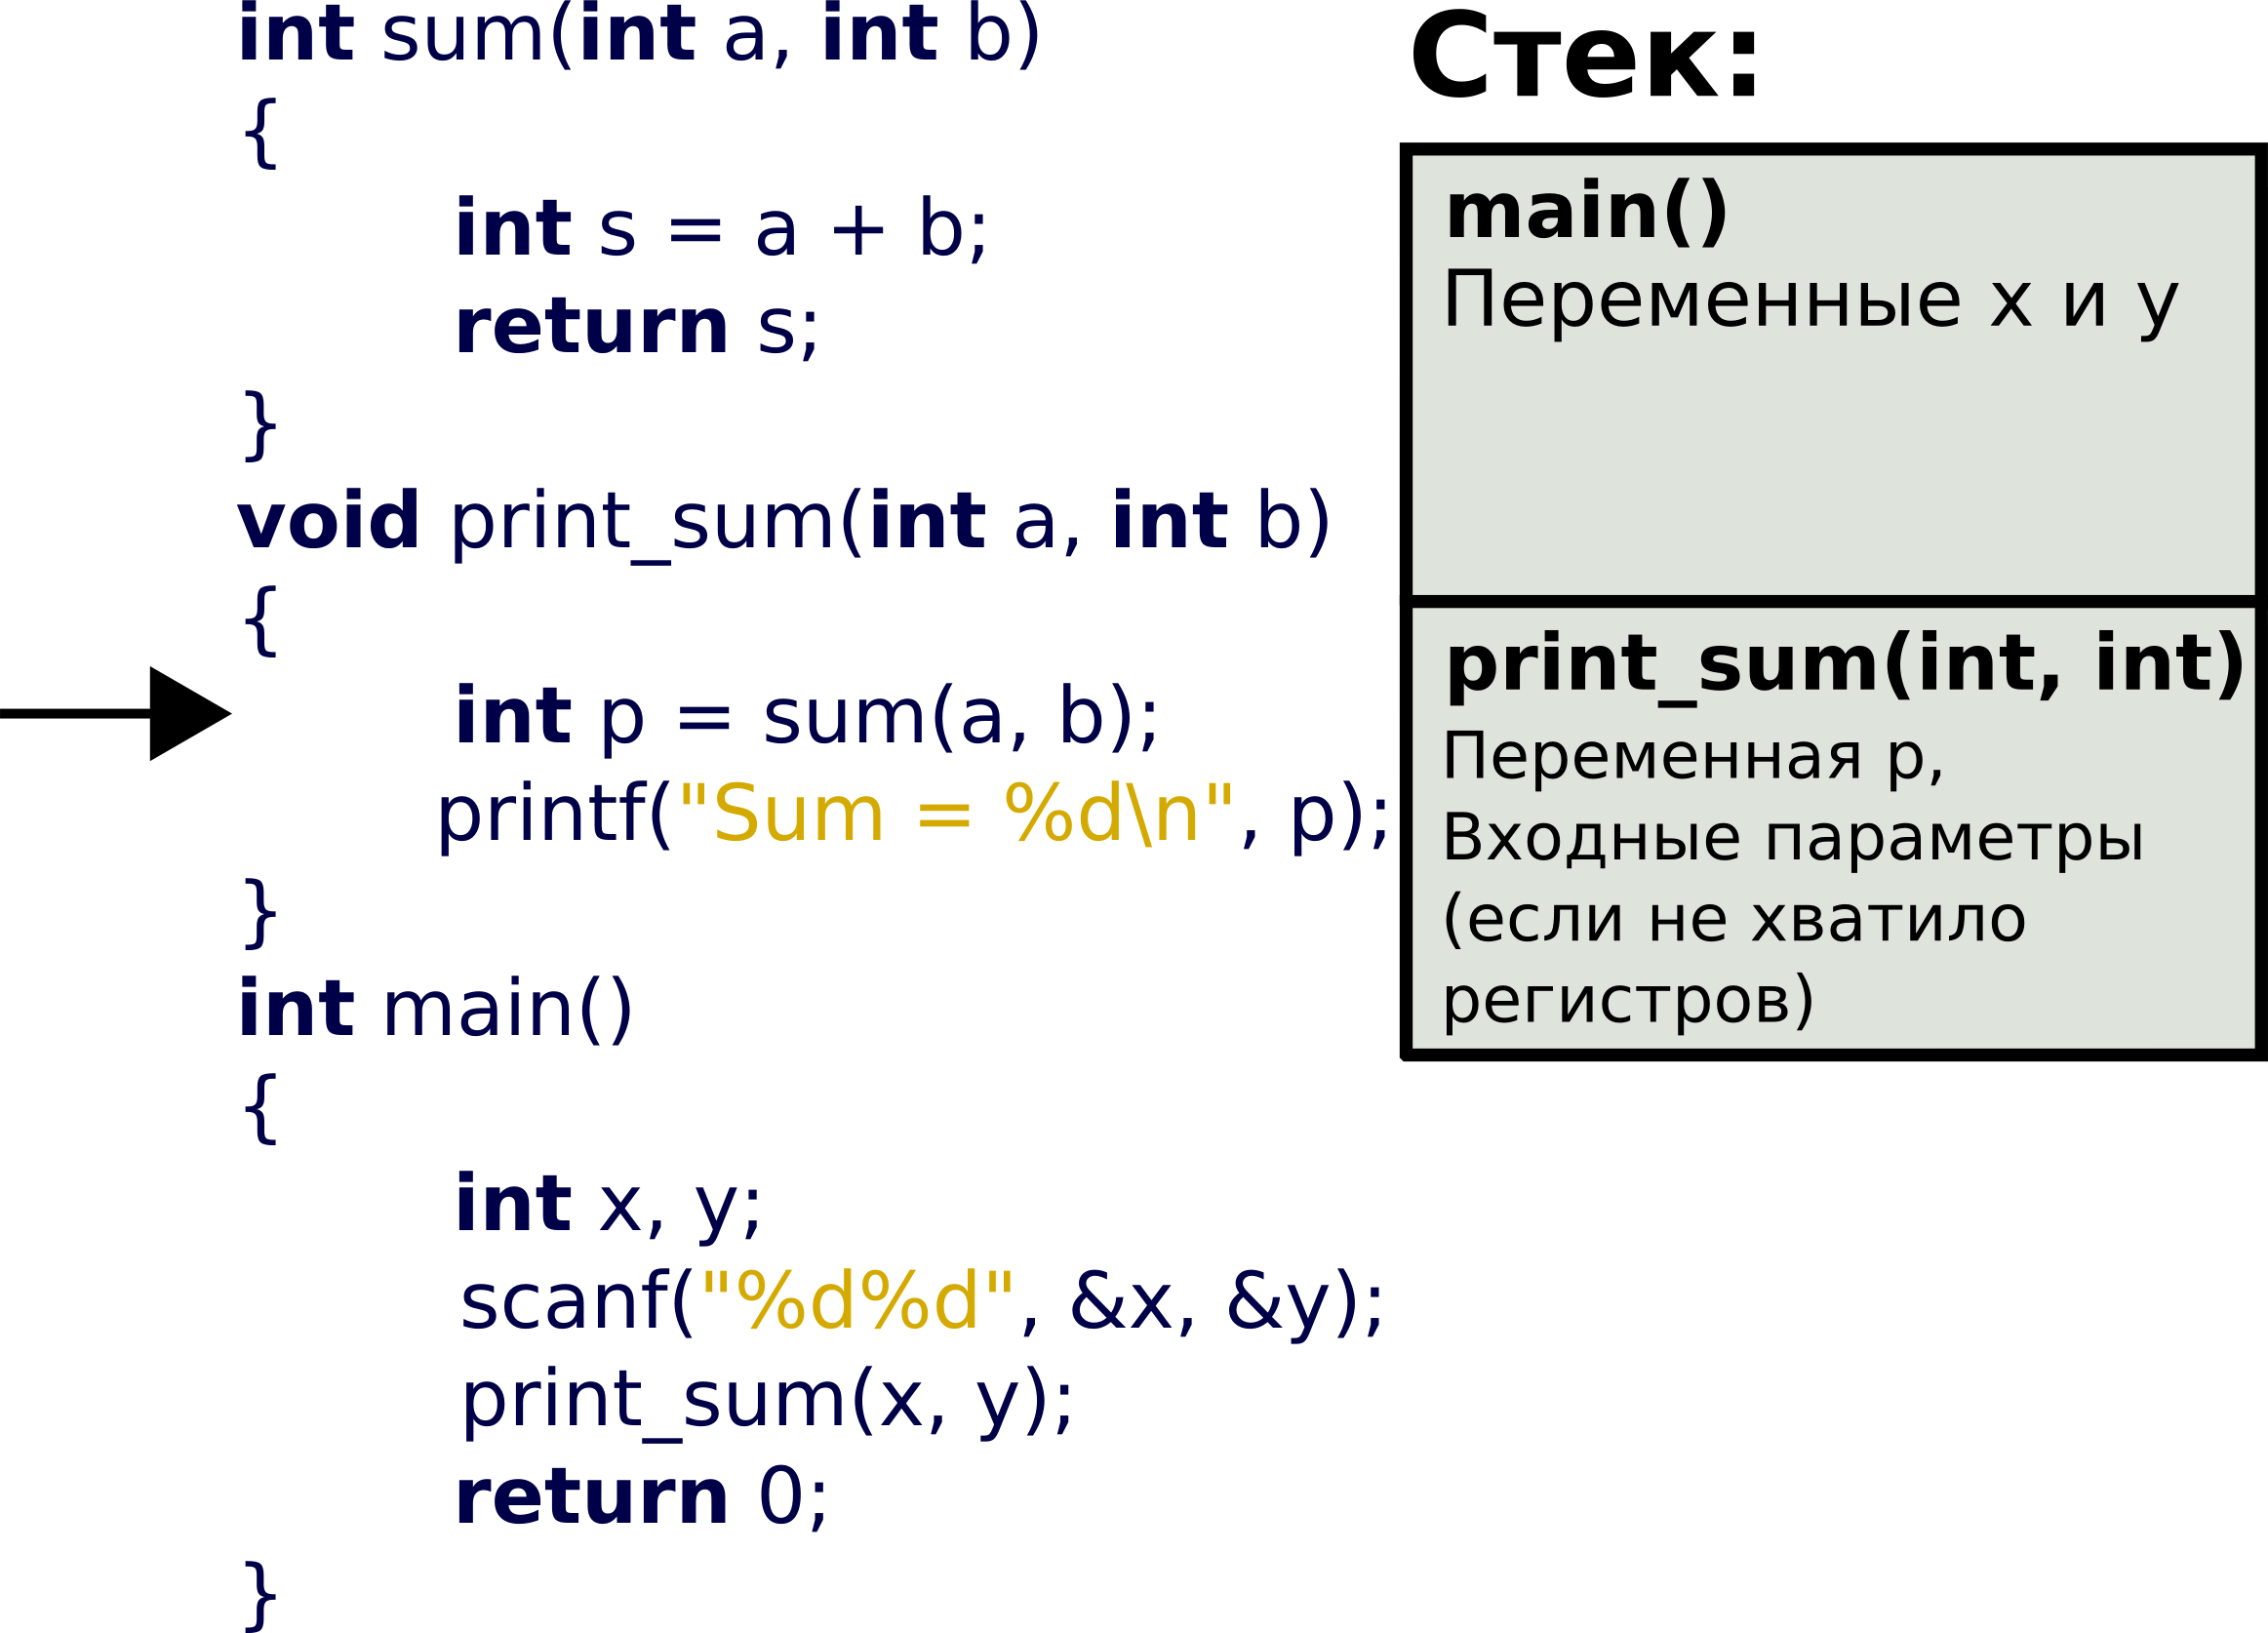 int sum(int a, int b)
{
int s = a + b;
return s;
}
void print_sum(int a, int b)
{
int p = sum(a, b);
printf("Sum = %d\n", p);
}
int main()
{
int x, y;
scanf("%d%d", &x, &y);
print_sum(x, y);
return 0;
}
Стек:
main()
Переменные x и y
print_sum(int, int)
Переменная p,
Входные параметры
(если не хватило
регистров)